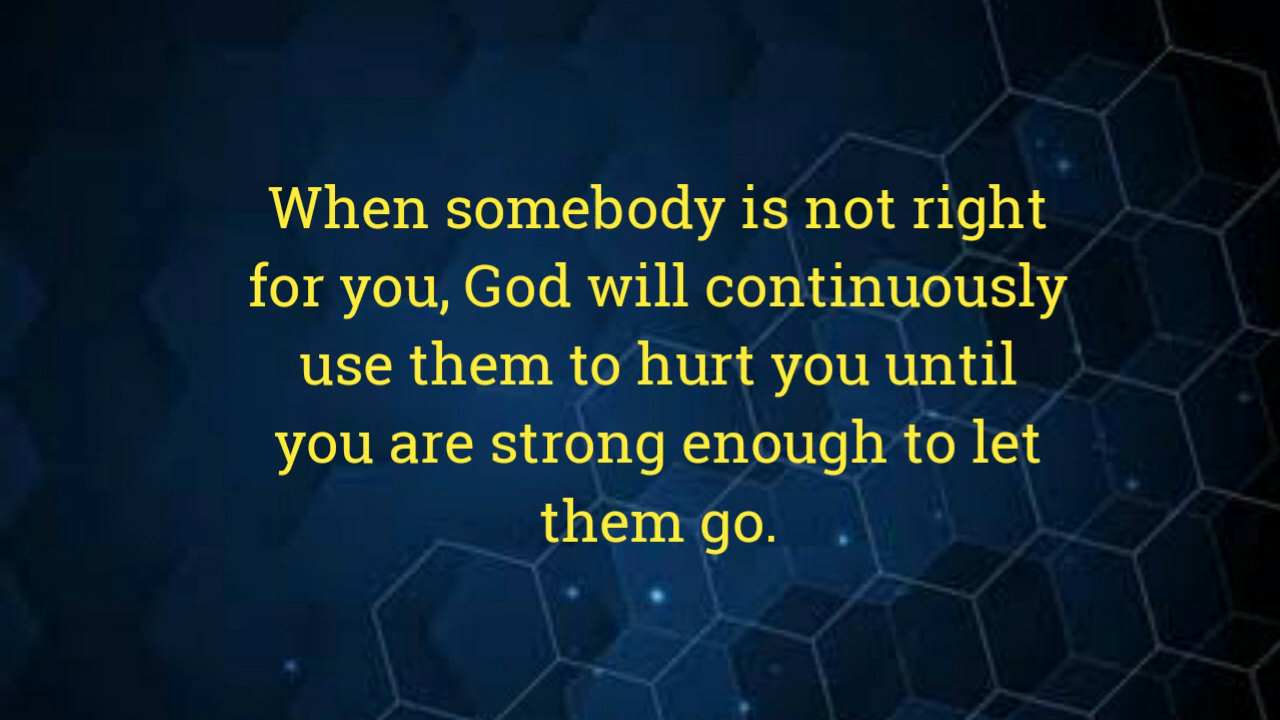 When somebody is not right
for you, God will continuously
use them to hurt you until
you are strong enough to let
them go.